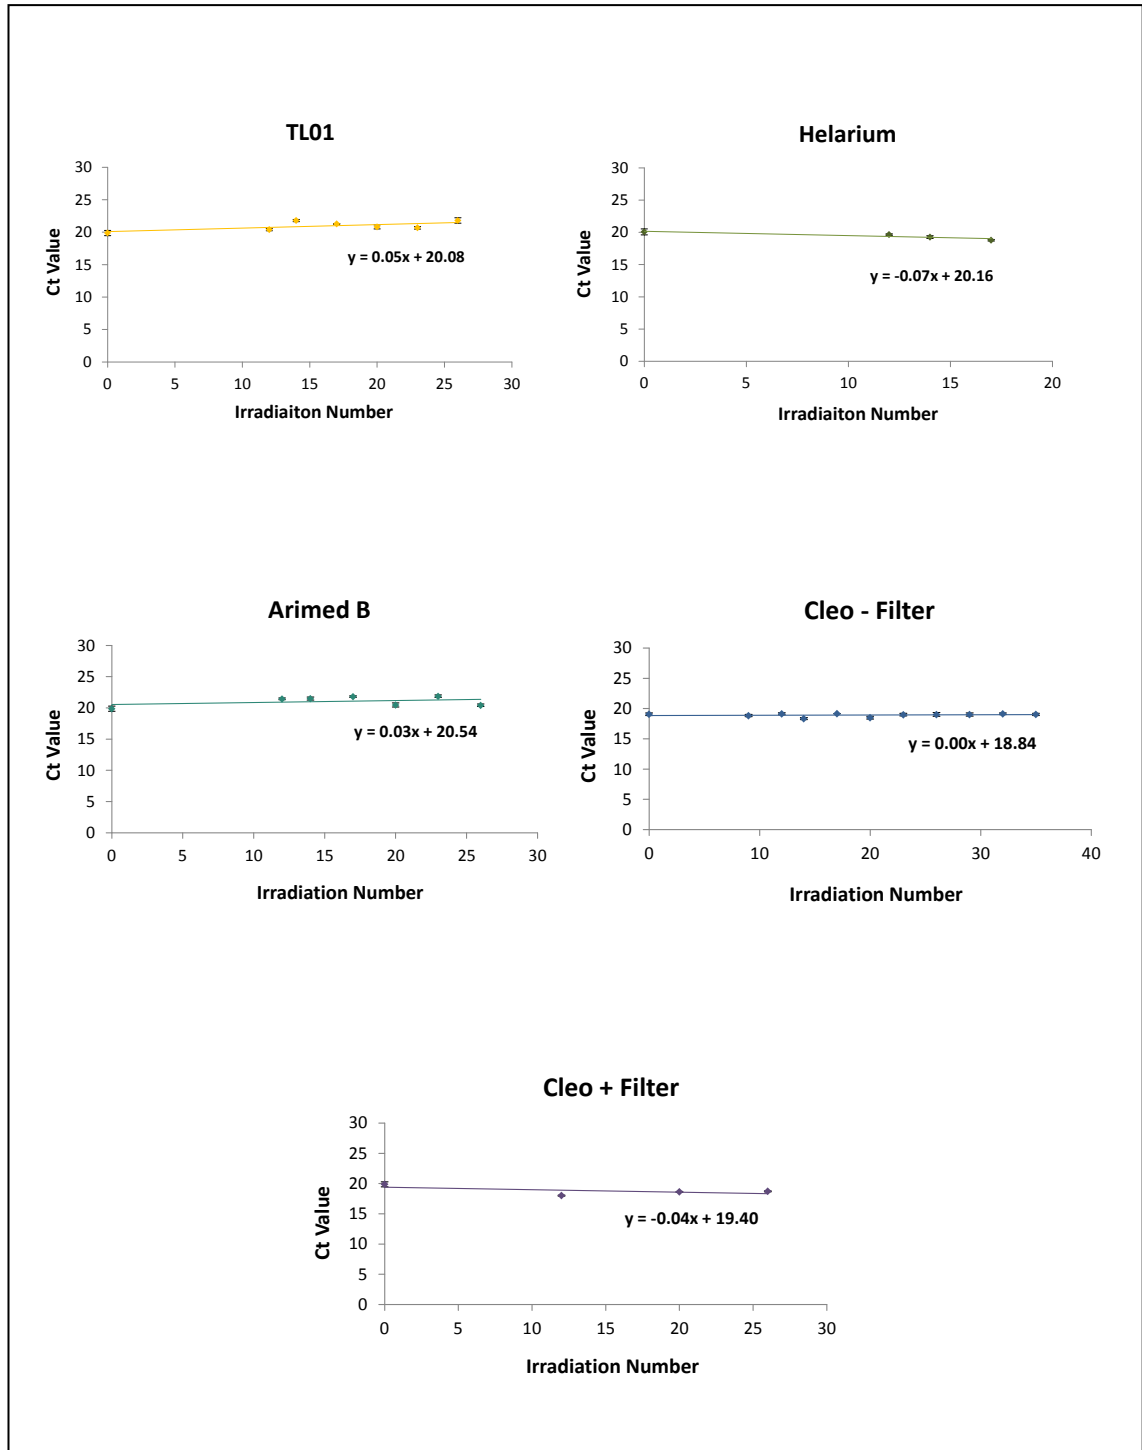 TL01
30
25
20
15
10
5
0
Ct Value
y = 0.05x + 20.08
0 5 10 15 20 25 30
Irradiaiton Number
Helarium
30
25
20
15
10
5
0
Ct Value
y = -0.07x + 20.16
0 5 10 15 20
Irradiaiton Number
Arimed B
30
25
20
15
10
5
0
Ct Value
y = 0.03x + 20.54
0 5 10 15 20 25 30
Irradiation Number
Cleo - Filter
30
25
20
15
10
5
0
Ct Value
y = 0.00x + 18.84
0 10 20 30 40
Irradiation Number
Cleo + Filter
30
25
20
15
10
5
0
Ct Value
y = -0.04x + 19.40
0 5 10 15 20 25 30
Irradiation Number